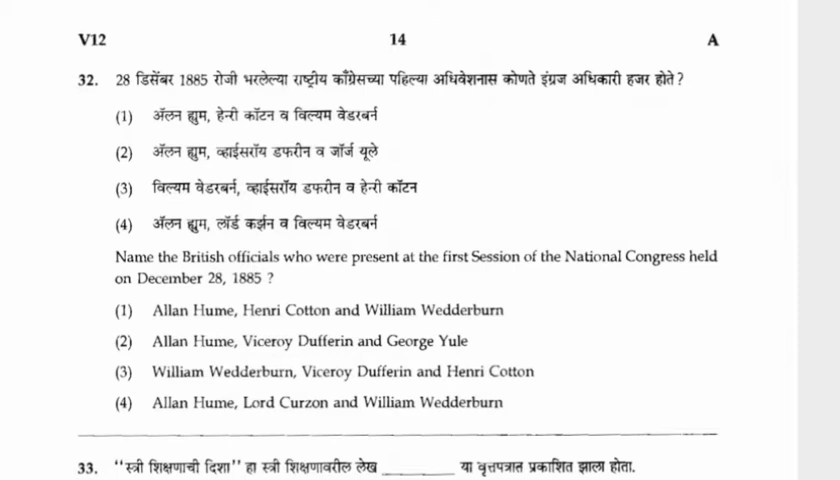 V12 14 A
32. 28 डिसेंबर 1885 रोजी भरलेल्या राष्ट्रीय काँग्रेसच्या पहिल्या अधिवेशनास कोणते इंग्रज अधिकारी हजर होते ?
(1) ॲलन ह्युम, हेन्री कॉटन व विल्यम वेडरबर्न
(2) ॲलन ह्युम, व्हाईसरॉय डफरीन व जॉर्ज यूले
(3) विल्यम वेडरबर्न, व्हाईसरॉय डफरीन व हेन्री कॉटन
(4) ॲलन ह्युम, लॉर्ड कर्झन व विल्यम वेडरबर्न
Name the British officials who were present at the first Session of the National Congress held
on December 28, 1885 ?
(1) Allan Hume, Henri Cotton and William Wedderburn
(2) Allan Hume, Viceroy Dufferin and George Yule
(3) William Wedderburn, Viceroy Dufferin and Henri Cotton
(4) Allan Hume, Lord Curzon and William Wedderburn
33. "स्त्री शिक्षणाची दिशा" हा स्त्री शिक्षणावरील लेख ________ या वृत्तपत्रात प्रकाशित झाला होता.